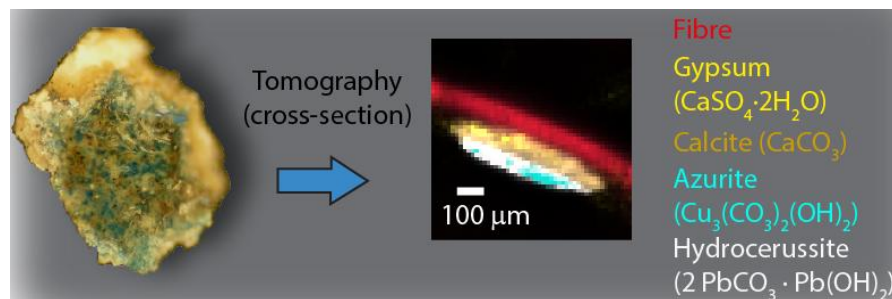 Tomography
(cross-section)
100 µm
Fibre
Gypsum
(CaSO₄·2H₂O)
Calcite (CaCO₃)
Azurite
(Cu₃(CO₃)₂(OH)₂)
Hydrocerussite
(2 PbCO₃ · Pb(OH)₂)